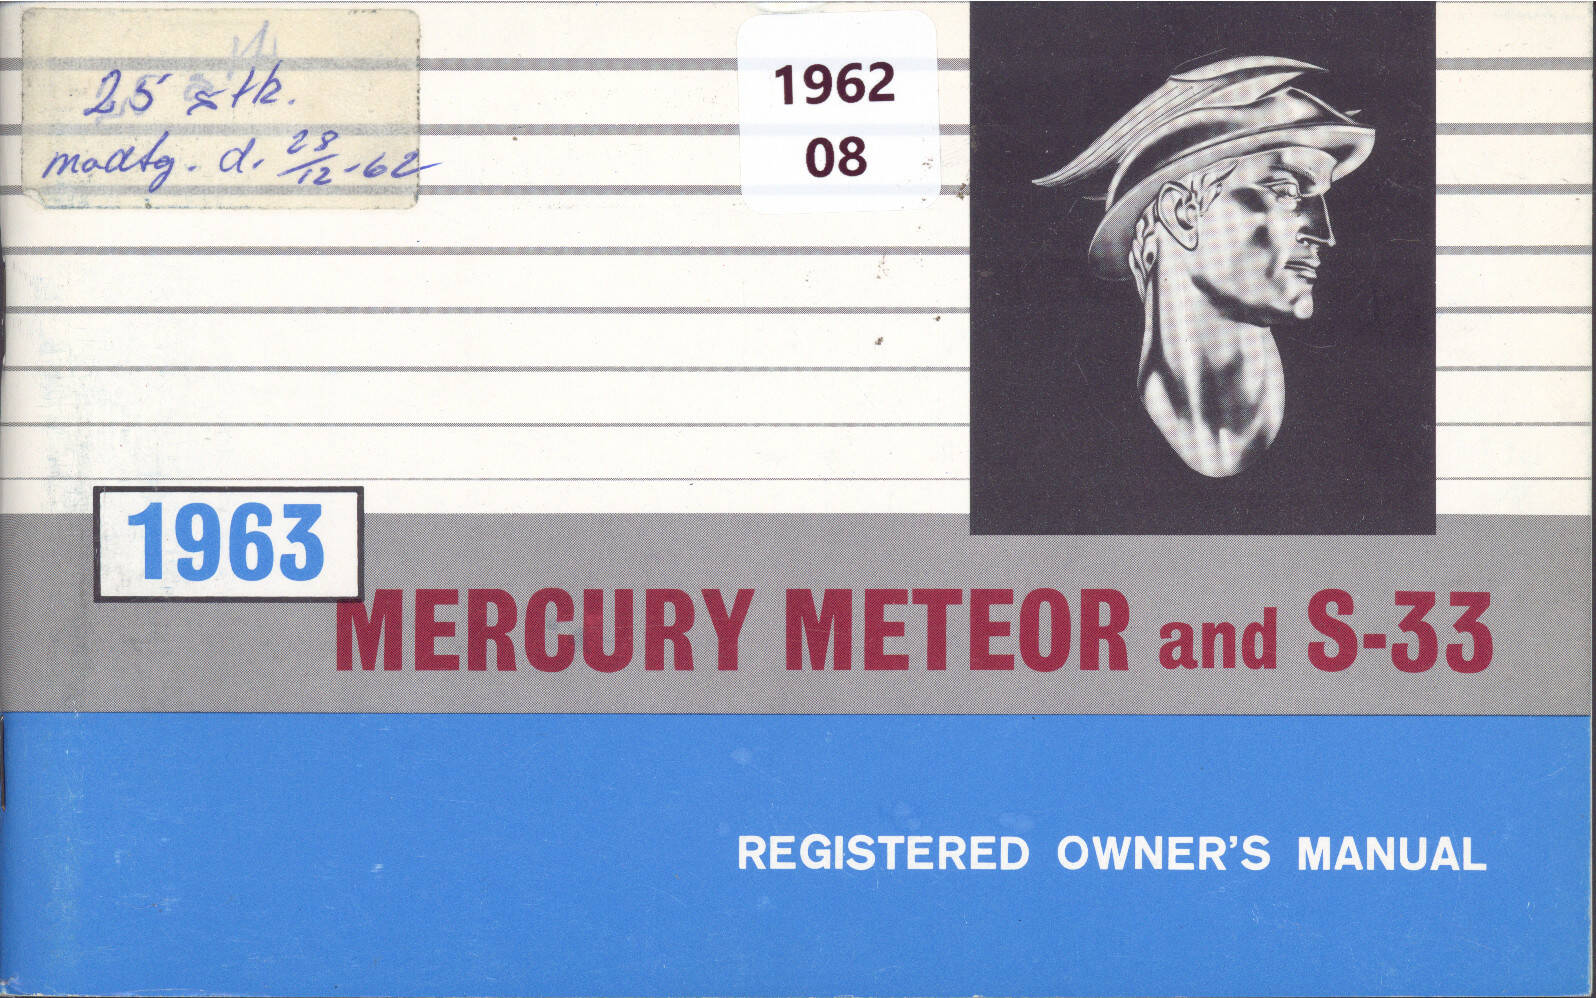 25 stk.
modtg. d. 28/12-62
1962
08
1963
MERCURY METEOR and S-33
REGISTERED OWNER'S MANUAL